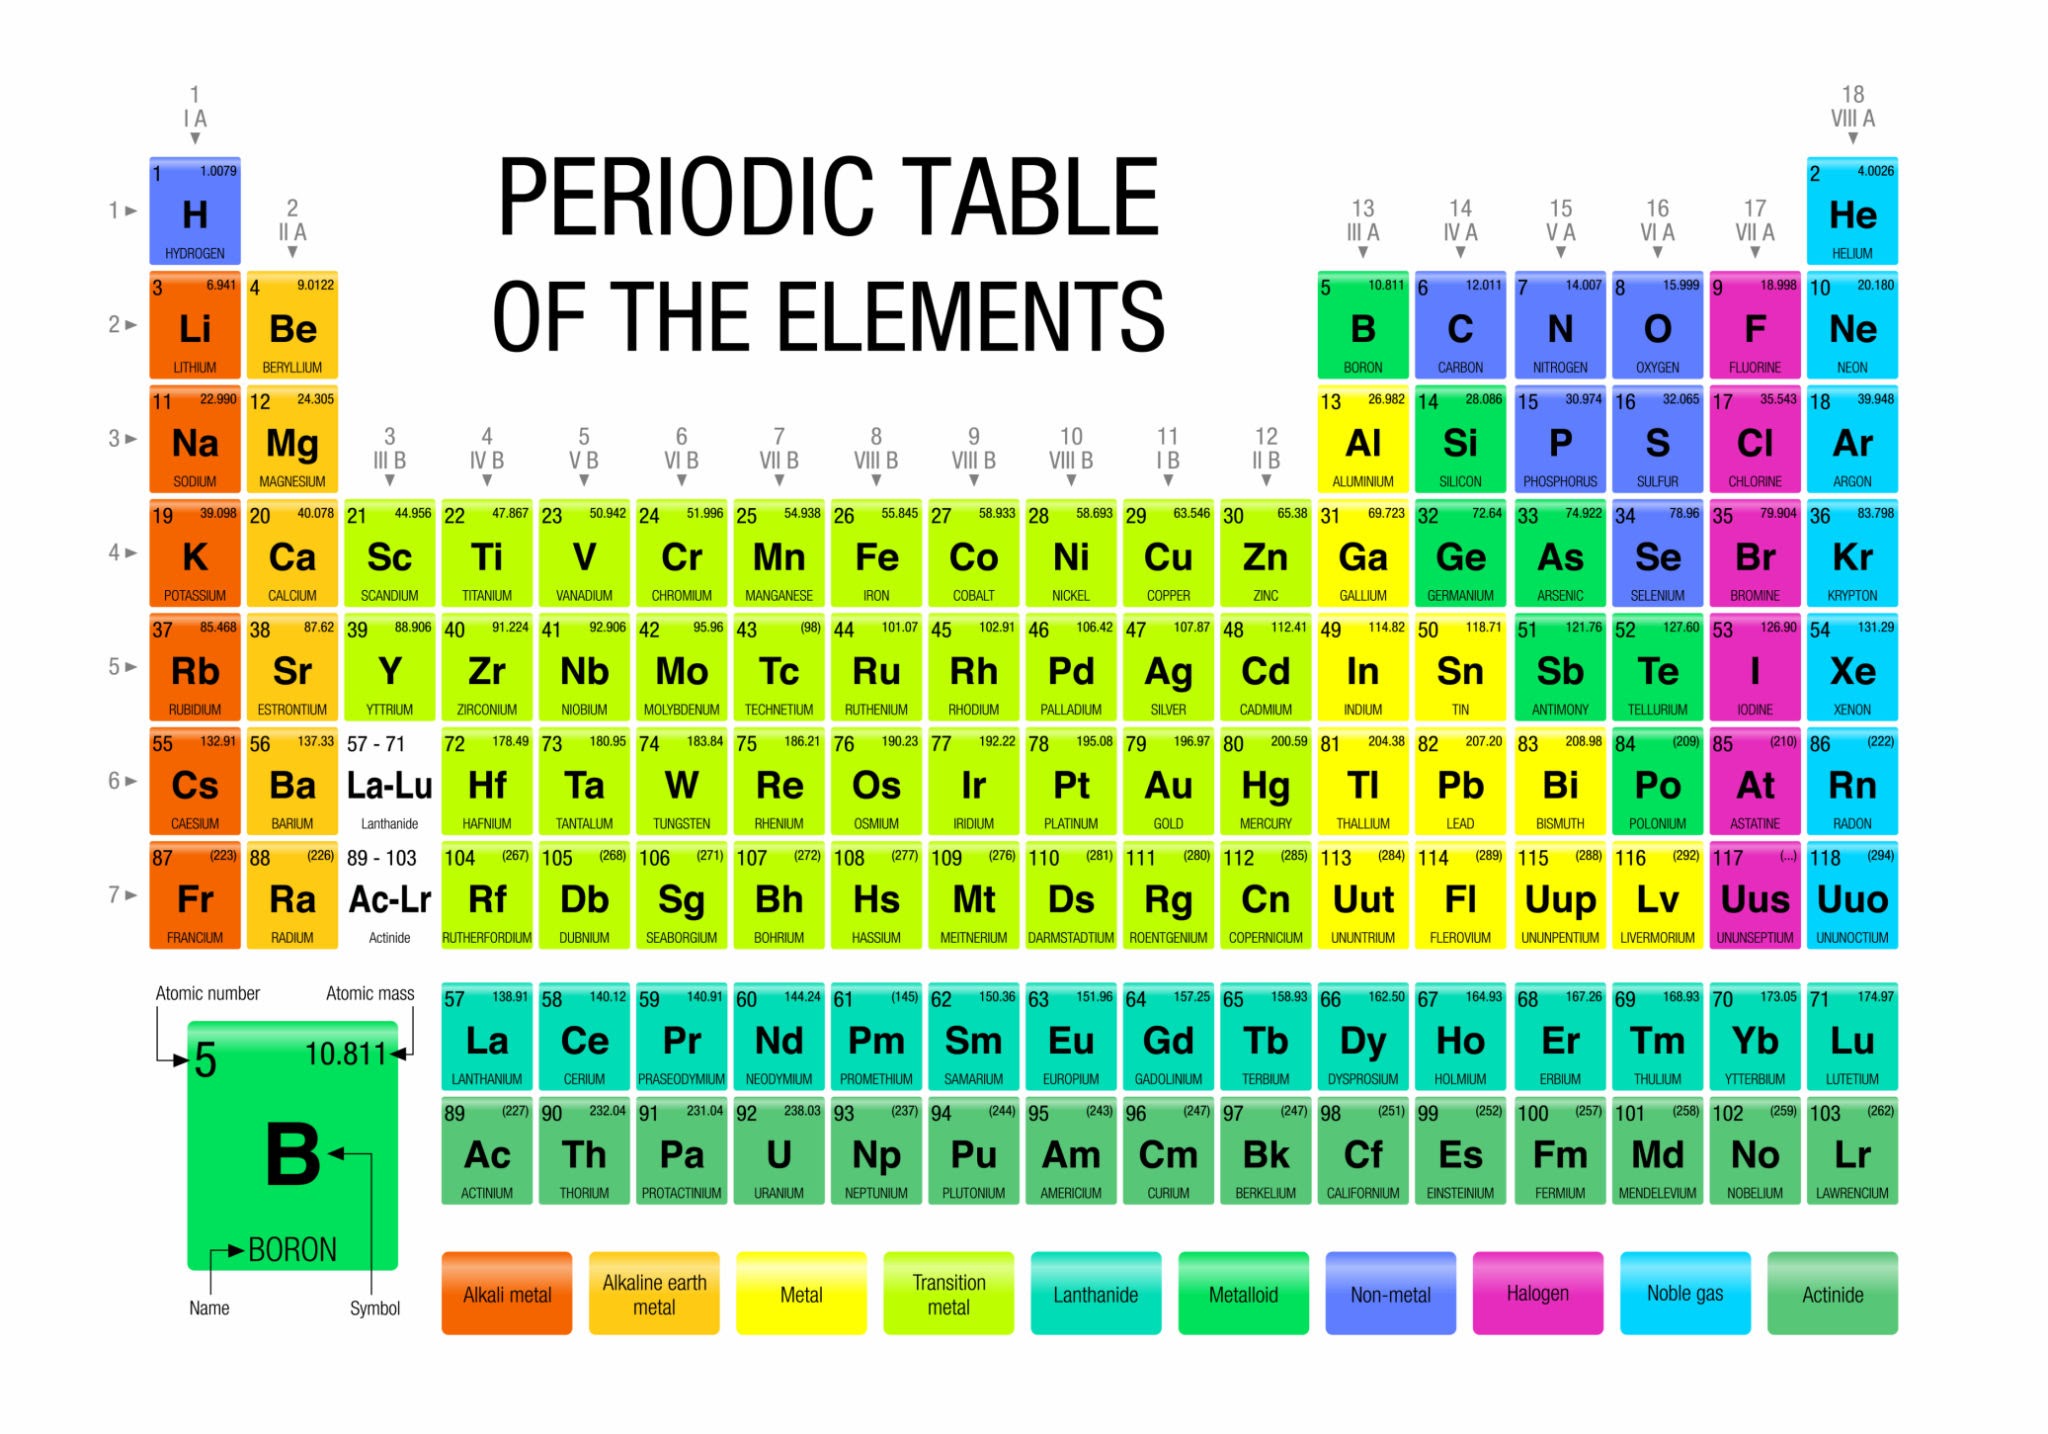 1
I A
18
VIII A
PERIODIC TABLE
OF THE ELEMENTS
1
1 1.0079
H
HYDROGEN
2
II A
13
III A
14
IV A
15
V A
16
VI A
17
VII A
2 4.0026
He
HELIUM
2
3 6.941 4 9.0122 5 10.811 6 12.011 7 14.007 8 15.999 9 18.998 10 20.180
Li Be B C N O F Ne
LITHIUM BERYLLIUM BORON CARBON NITROGEN OXYGEN FLUORINE NEON
3
11 22.990 12 24.305 13 26.982 14 28.086 15 30.974 16 32.065 17 35.543 18 39.948
Na Mg Al Si P S Cl Ar
SODIUM MAGNESIUM ALUMINIUM SILICON PHOSPHORUS SULFUR CHLORINE ARGON
3 4 5 6 7 8 9 10 11 12
III B IV B V B VI B VII B VIII B VIII B VIII B I B II B
4
19 39.098 20 40.078 21 44.956 22 47.867 23 50.942 24 51.996 25 54.938 26 55.845 27 58.933 28 58.693 29 63.546 30 65.38 31 69.723 32 72.64 33 74.922 34 78.96 35 79.904 36 83.798
K Ca Sc Ti V Cr Mn Fe Co Ni Cu Zn Ga Ge As Se Br Kr
POTASSIUM CALCIUM SCANDIUM TITANIUM VANADIUM CHROMIUM MANGANESE IRON COBALT NICKEL COPPER ZINC GALLIUM GERMANIUM ARSENIC SELENIUM BROMINE KRYPTON
5
37 85.468 38 87.62 39 88.906 40 91.224 41 92.906 42 95.96 43 (98) 44 101.07 45 102.91 46 106.42 47 107.87 48 112.41 49 114.82 50 118.71 51 121.76 52 127.60 53 126.90 54 131.29
Rb Sr Y Zr Nb Mo Tc Ru Rh Pd Ag Cd In Sn Sb Te I Xe
RUBIDIUM ESTRONTIUM YTTRIUM ZIRCONIUM NIOBIUM MOLYBDENUM TECHNETIUM RUTHENIUM RHODIUM PALLADIUM SILVER CADMIUM INDIUM TIN ANTIMONY TELLURIUM IODINE XENON
6
55 132.91 56 137.33 57 - 71 72 178.49 73 180.95 74 183.84 75 186.21 76 190.23 77 192.22 78 195.08 79 196.97 80 200.59 81 204.38 82 207.20 83 208.98 84 (209) 85 (210) 86 (222)
Cs Ba La-Lu Hf Ta W Re Os Ir Pt Au Hg Tl Pb Bi Po At Rn
CAESIUM BARIUM Lanthanide HAFNIUM TANTALUM TUNGSTEN RHENIUM OSMIUM IRIDIUM PLATINUM GOLD MERCURY THALLIUM LEAD BISMUTH POLONIUM ASTATINE RADON
7
87 (223) 88 (226) 89 - 103 104 (267) 105 (268) 106 (271) 107 (272) 108 (277) 109 (276) 110 (281) 111 (280) 112 (285) 113 (284) 114 (289) 115 (288) 116 (292) 117 (...) 118 (294)
Fr Ra Ac-Lr Rf Db Sg Bh Hs Mt Ds Rg Cn Uut Fl Uup Lv Uus Uuo
FRANCIUM RADIUM Actinide RUTHERFORDIUM DUBNIUM SEABORGIUM BOHRIUM HASSIUM MEITNERIUM DARMSTADTIUM ROENTGENIUM COPERNICIUM UNUNTRIUM FLEROVIUM UNUNPENTIUM LIVERMORIUM UNUNSEPTIUM UNUNOCTIUM
57 138.91 58 140.12 59 140.91 60 144.24 61 (145) 62 150.36 63 151.96 64 157.25 65 158.93 66 162.50 67 164.93 68 167.26 69 168.93 70 173.05 71 174.97
La Ce Pr Nd Pm Sm Eu Gd Tb Dy Ho Er Tm Yb Lu
LANTHANIUM CERIUM PRASEODYMIUM NEODYMIUM PROMETHIUM SAMARIUM EUROPIUM GADOLINIUM TERBIUM DYSPROSIUM HOLMIUM ERBIUM THULIUM YTTERBIUM LUTETIUM
89 (227) 90 232.04 91 231.04 92 238.03 93 (237) 94 (244) 95 (243) 96 (247) 97 (247) 98 (251) 99 (252) 100 (257) 101 (258) 102 (259) 103 (262)
Ac Th Pa U Np Pu Am Cm Bk Cf Es Fm Md No Lr
ACTINIUM THORIUM PROTACTINIUM URANIUM NEPTUNIUM PLUTONIUM AMERICIUM CURIUM BERKELIUM CALIFORNIUM EINSTEINIUM FERMIUM MENDELEVIUM NOBELIUM LAWRENCIUM
Atomic number Atomic mass
5 10.811
B
BORON
Name Symbol
Alkali metal
Alkaline earth
metal
Metal
Transition
metal
Lanthanide
Metalloid
Non-metal
Halogen
Noble gas
Actinide